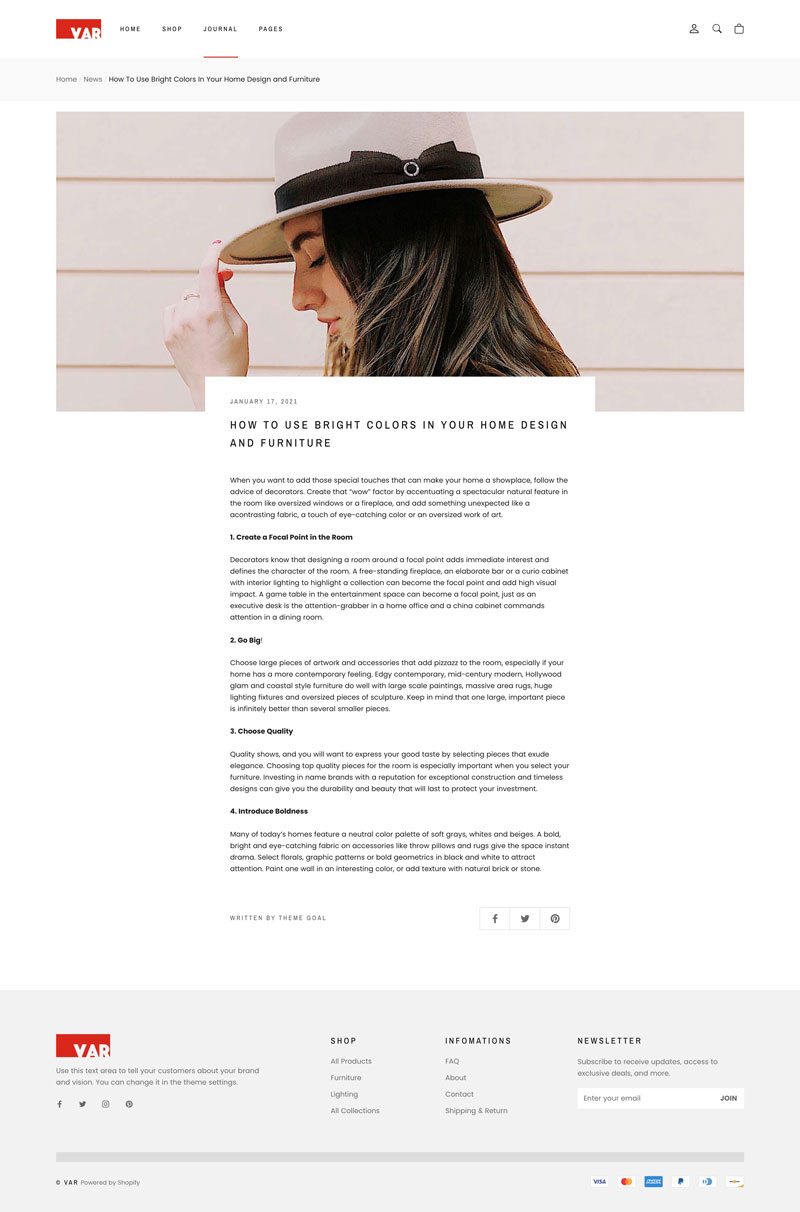 VAR HOME SHOP JOURNAL PAGES
Home / News / How To Use Bright Colors In Your Home Design and Furniture
JANUARY 17, 2021
HOW TO USE BRIGHT COLORS IN YOUR HOME DESIGN
AND FURNITURE
When you want to add those special touches that can make your home a showplace, follow the
advice of decorators. Create that “wow” factor by accentuating a spectacular natural feature in
the room like oversized windows or a fireplace, and add something unexpected like a
acontrasting fabric, a touch of eye-catching color or an oversized work of art.
1. Create a Focal Point in the Room
Decorators know that designing a room around a focal point adds immediate interest and
defines the character of the room. A free-standing fireplace, an elaborate bar or a curio cabinet
with interior lighting to highlight a collection can become the focal point and add high visual
impact. A game table in the entertainment space can become a focal point, just as an
executive desk is the attention-grabber in a home office and a china cabinet commands
attention in a dining room.
2. Go Big!
Choose large pieces of artwork and accessories that add pizzazz to the room, especially if your
home has a more contemporary feeling. Edgy contemporary, mid-century modern, Hollywood
glam and coastal style furniture do well with large scale paintings, massive area rugs, huge
lighting fixtures and oversized pieces of sculpture. Keep in mind that one large, important piece
is infinitely better than several smaller pieces.
3. Choose Quality
Quality shows, and you will want to express your good taste by selecting pieces that exude
elegance. Choosing top quality pieces for the room is especially important when you select your
furniture. Investing in name brands with a reputation for exceptional construction and timeless
designs can give you the durability and beauty that will last to protect your investment.
4. Introduce Boldness
Many of today’s homes feature a neutral color palette of soft grays, whites and beiges. A bold,
bright and eye-catching fabric on accessories like throw pillows and rugs give the space instant
drama. Select florals, graphic patterns or bold geometrics in black and white to attract
attention. Paint one wall in an interesting color, or add texture with natural brick or stone.
WRITTEN BY THEME GOAL
VAR
Use this text area to tell your customers about your brand
and vision. You can change it in the theme settings.
SHOP
All Products
Furniture
Lighting
All Collections
INFOMATIONS
FAQ
About
Contact
Shipping & Return
NEWSLETTER
Subscribe to receive updates, access to
exclusive deals, and more.
Enter your email JOIN
© VAR Powered by Shopify
VISA